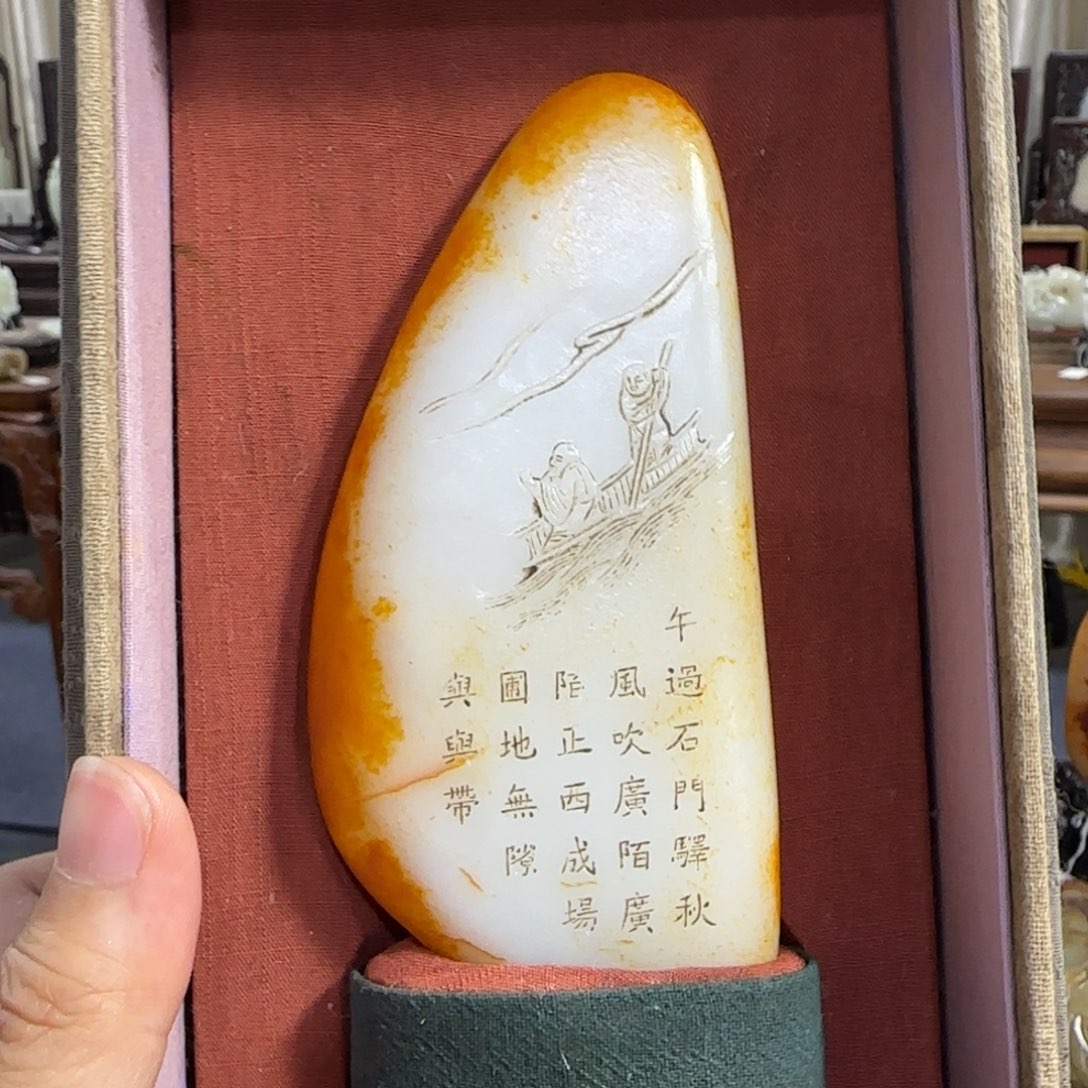 午過石門驛秋
風吹廣陌廣
陌正西成場
圃地無隙
與與帶